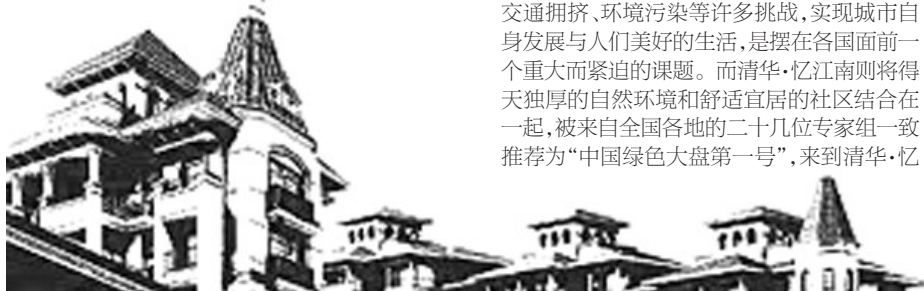 交通拥挤、环境污染等许多挑战,实现城市自
身发展与人们美好的生活,是摆在各国面前一
个重大而紧迫的课题。而清华·忆江南则将得
天独厚的自然环境和舒适宜居的社区结合在
一起,被来自全国各地的二十几位专家组一致
推荐为“中国绿色大盘第一号”,来到清华·忆